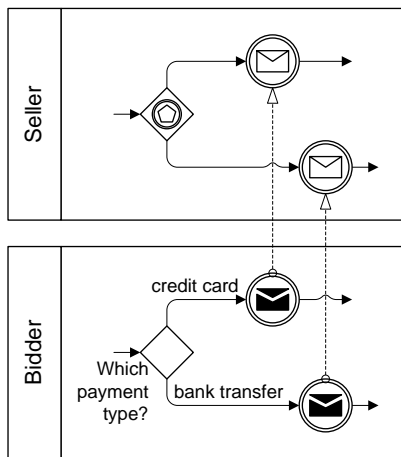 Seller
Bidder
credit card
Which
payment
type?
bank transfer